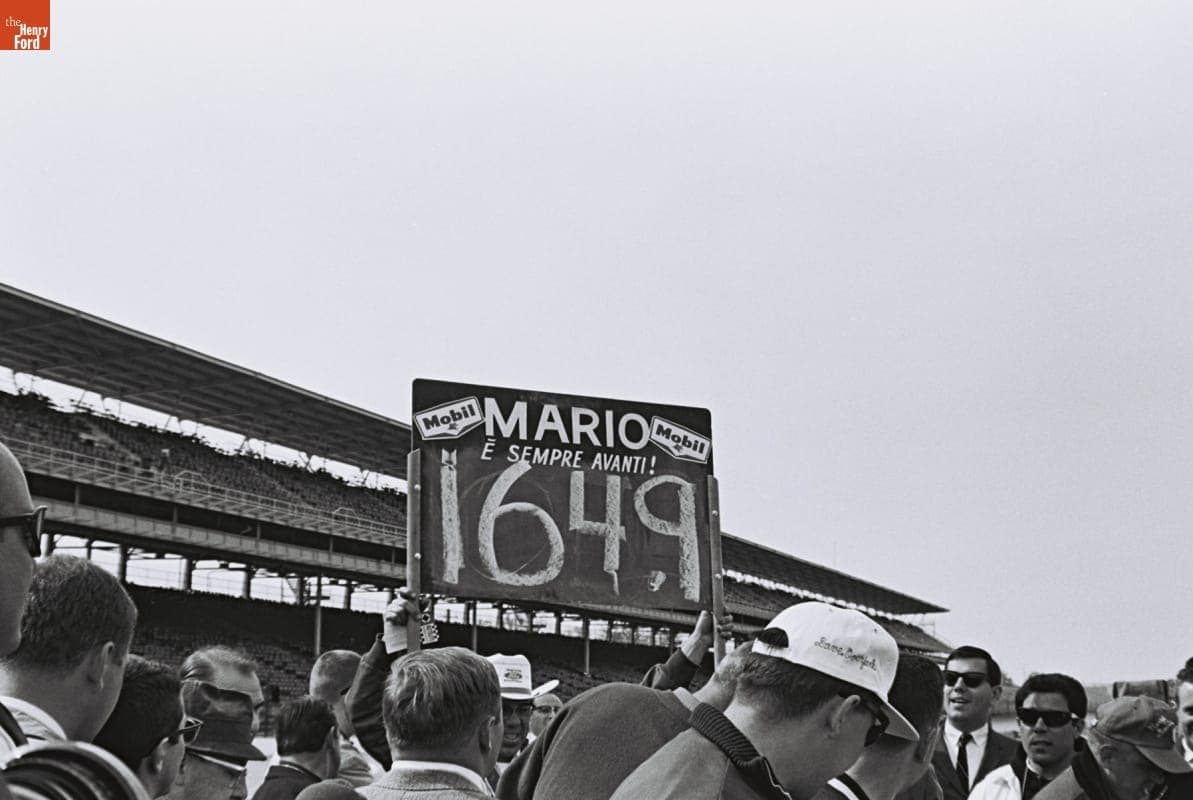 the
Henry
Ford
Mobil MARIO Mobil
È SEMPRE AVANTI!
164.9